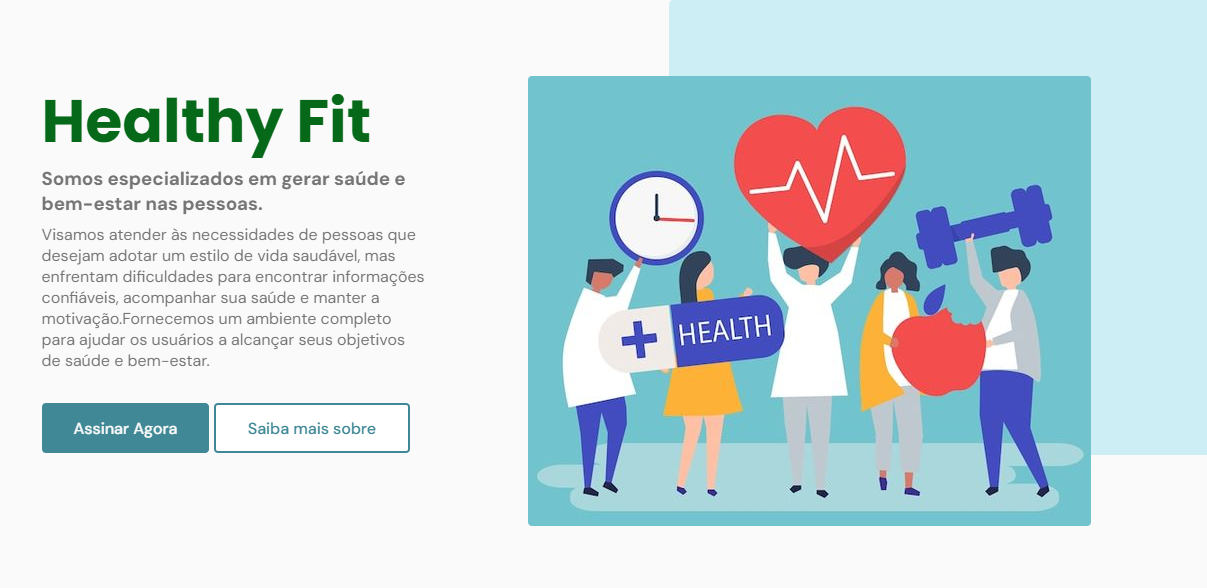 Healthy Fit
Somos especializados em gerar saúde e
bem-estar nas pessoas.
Visamos atender às necessidades de pessoas que
desejam adotar um estilo de vida saudável, mas
enfrentam dificuldades para encontrar informações
confiáveis, acompanhar sua saúde e manter a
motivação.Fornecemos um ambiente completo
para ajudar os usuários a alcançar seus objetivos
de saúde e bem-estar.
Assinar Agora
Saiba mais sobre
HEALTH